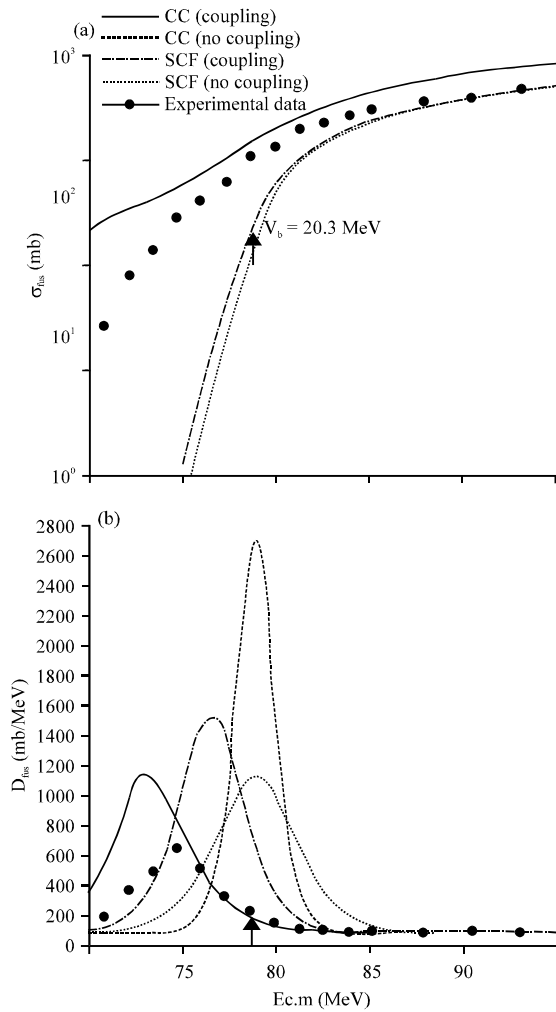 (a)
CC (coupling)
CC (no coupling)
SCF (coupling)
SCF (no coupling)
Experimental data
10³
10²
10¹
10⁰
σfus (mb)
Vb = 20.3 MeV
(b)
2800
2600
2400
2200
2000
1800
1600
1400
1200
1000
800
600
400
200
0
Dfus (mb/MeV)
75 80 85 90
Ec.m (MeV)